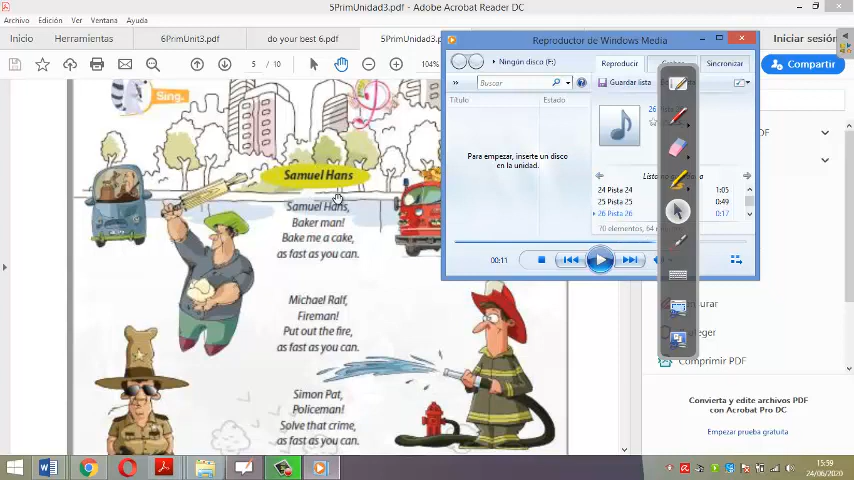 5PrimUnidad3.pdf - Adobe Acrobat Reader DC
Archivo Edición Ver Ventana Ayuda
Inicio Herramientas 6PrimUnit3.pdf do your best 6.pdf 5PrimUnidad3.pdf Iniciar sesión
5 / 10 104% Compartir
Sing.
Samuel Hans
Samuel Hans,
Baker man!
Bake me a cake,
as fast as you can.
Michael Ralf,
Fireman!
Put out the fire,
as fast as you can.
Simon Pat,
Policeman!
Solve that crime,
as fast as you can.
Reproductor de Windows Media
Ningún disco (F:) Reproducir Sincronizar
Buscar Guardar lista
Título Estado
Para empezar, inserte un disco
en la unidad.
24 Pista 24 1:05
25 Pista 25 0:49
26 Pista 26 0:17
70 elementos, 64
00:11
Comprimir PDF
Convierta y edite archivos PDF
con Acrobat Pro DC
Empezar prueba gratuita
15:59
24/06/2020